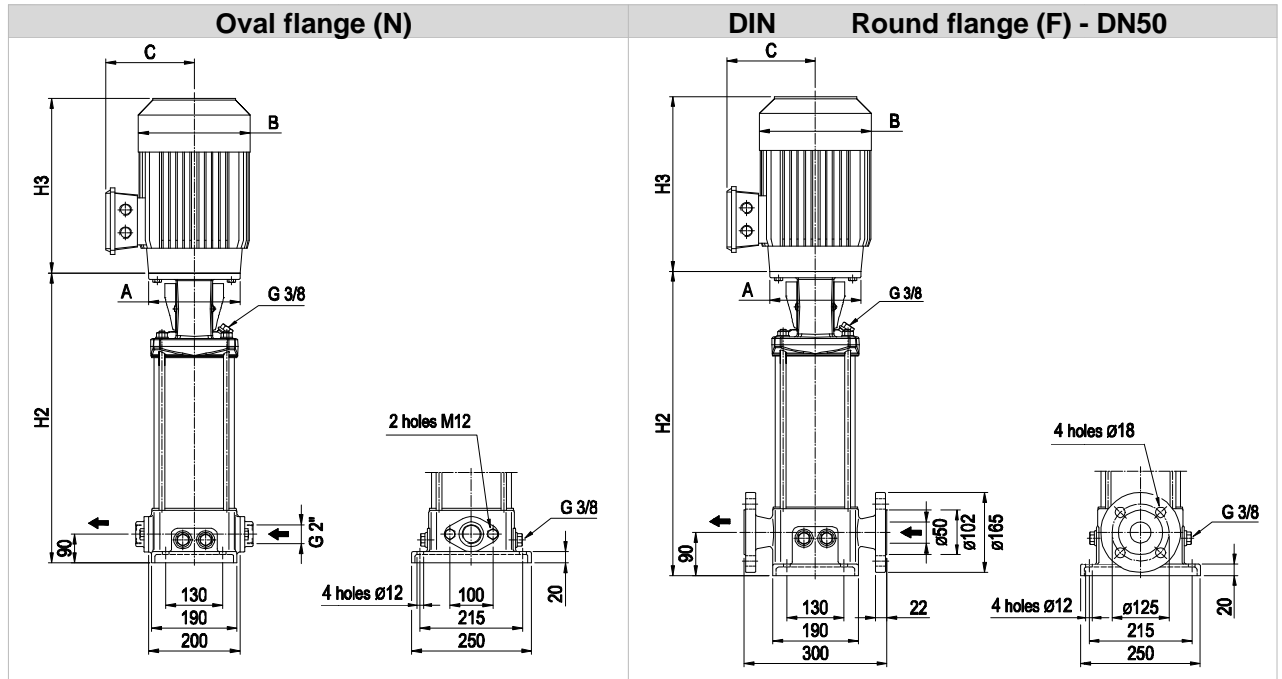 Oval flange (N)
DIN Round flange (F) - DN50
C
B
H3
A
G 3/8
H2
2 holes M12
G 3/8
G 2"
90
130
190
200
4 holes Ø12
100
215
250
20
C
B
H3
A
G 3/8
H2
4 holes Ø18
G 3/8
ø50
ø102
ø165
90
130
190
300
22
4 holes Ø12
ø125
215
250
20